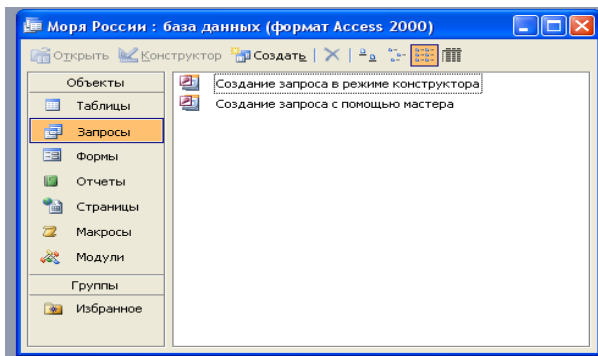 Моря России : база данных (формат Access 2000)
Открыть Конструктор Создать
Объекты
Таблицы
Запросы
Формы
Отчеты
Страницы
Макросы
Модули
Группы
Избранное
Создание запроса в режиме конструктора
Создание запроса с помощью мастера